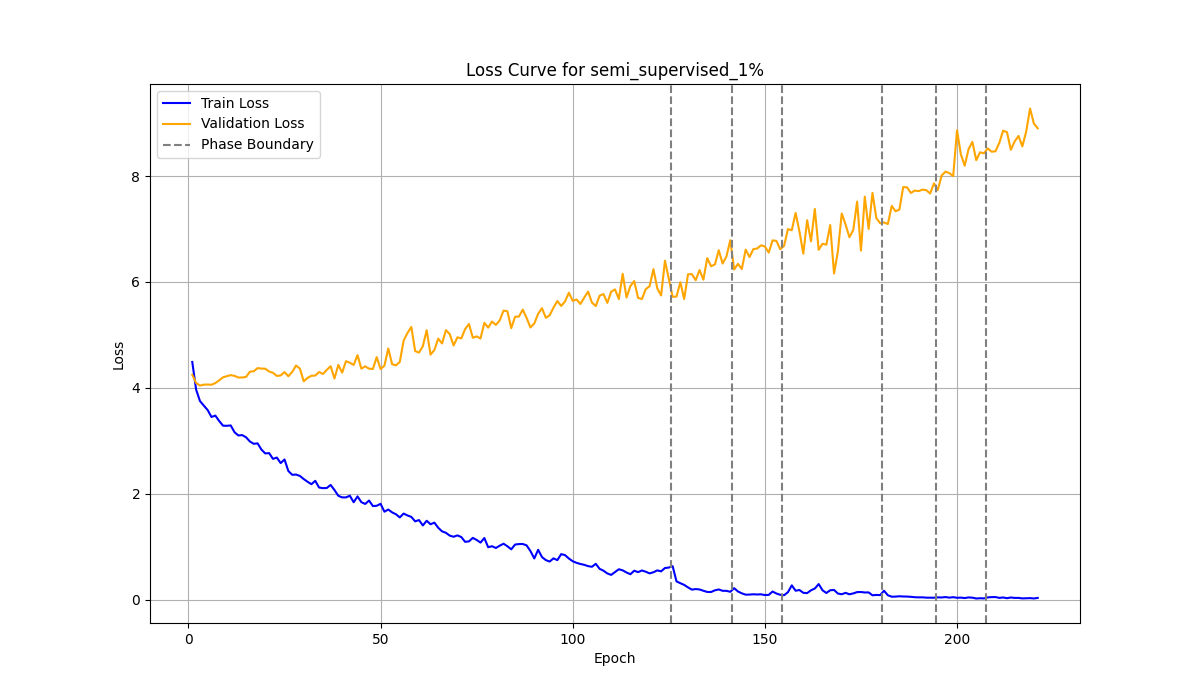 Loss Curve for semi_supervised_1%
Train Loss
Validation Loss
Phase Boundary
Loss
8
6
4
2
0
0 50 100 150 200
Epoch